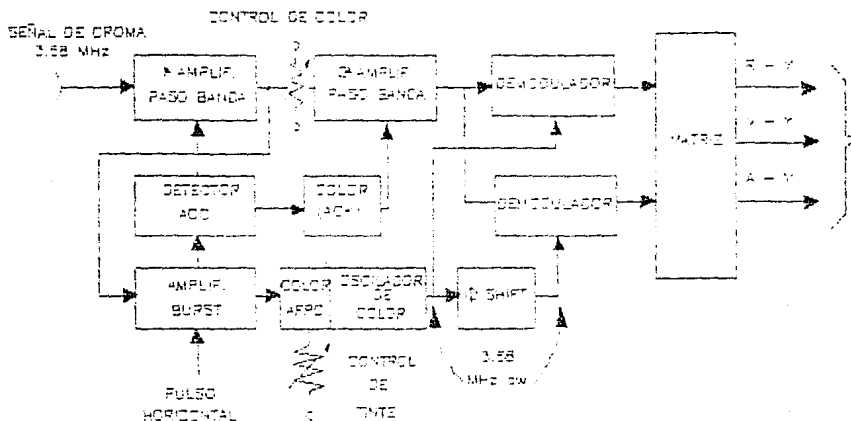 CONTROL DE COLOR
SEÑAL DE CROMA
3.58 MHz
1ᵉʳ AMPLIF.
PASO BANDA
2º AMPLIF.
PASO BANDA
DEMODULADOR
MATRIZ
R - Y
V - Y
A - Y
DETECTOR
ACC
COLOR
(ACK)
DEMODULADOR
AMPLIF.
BURST
COLOR
AFPC
OSCILADOR
DE
COLOR
Φ SHIFT
PULSO
HORIZONTAL
CONTROL
DE
TINTE
3.58
MHz cw